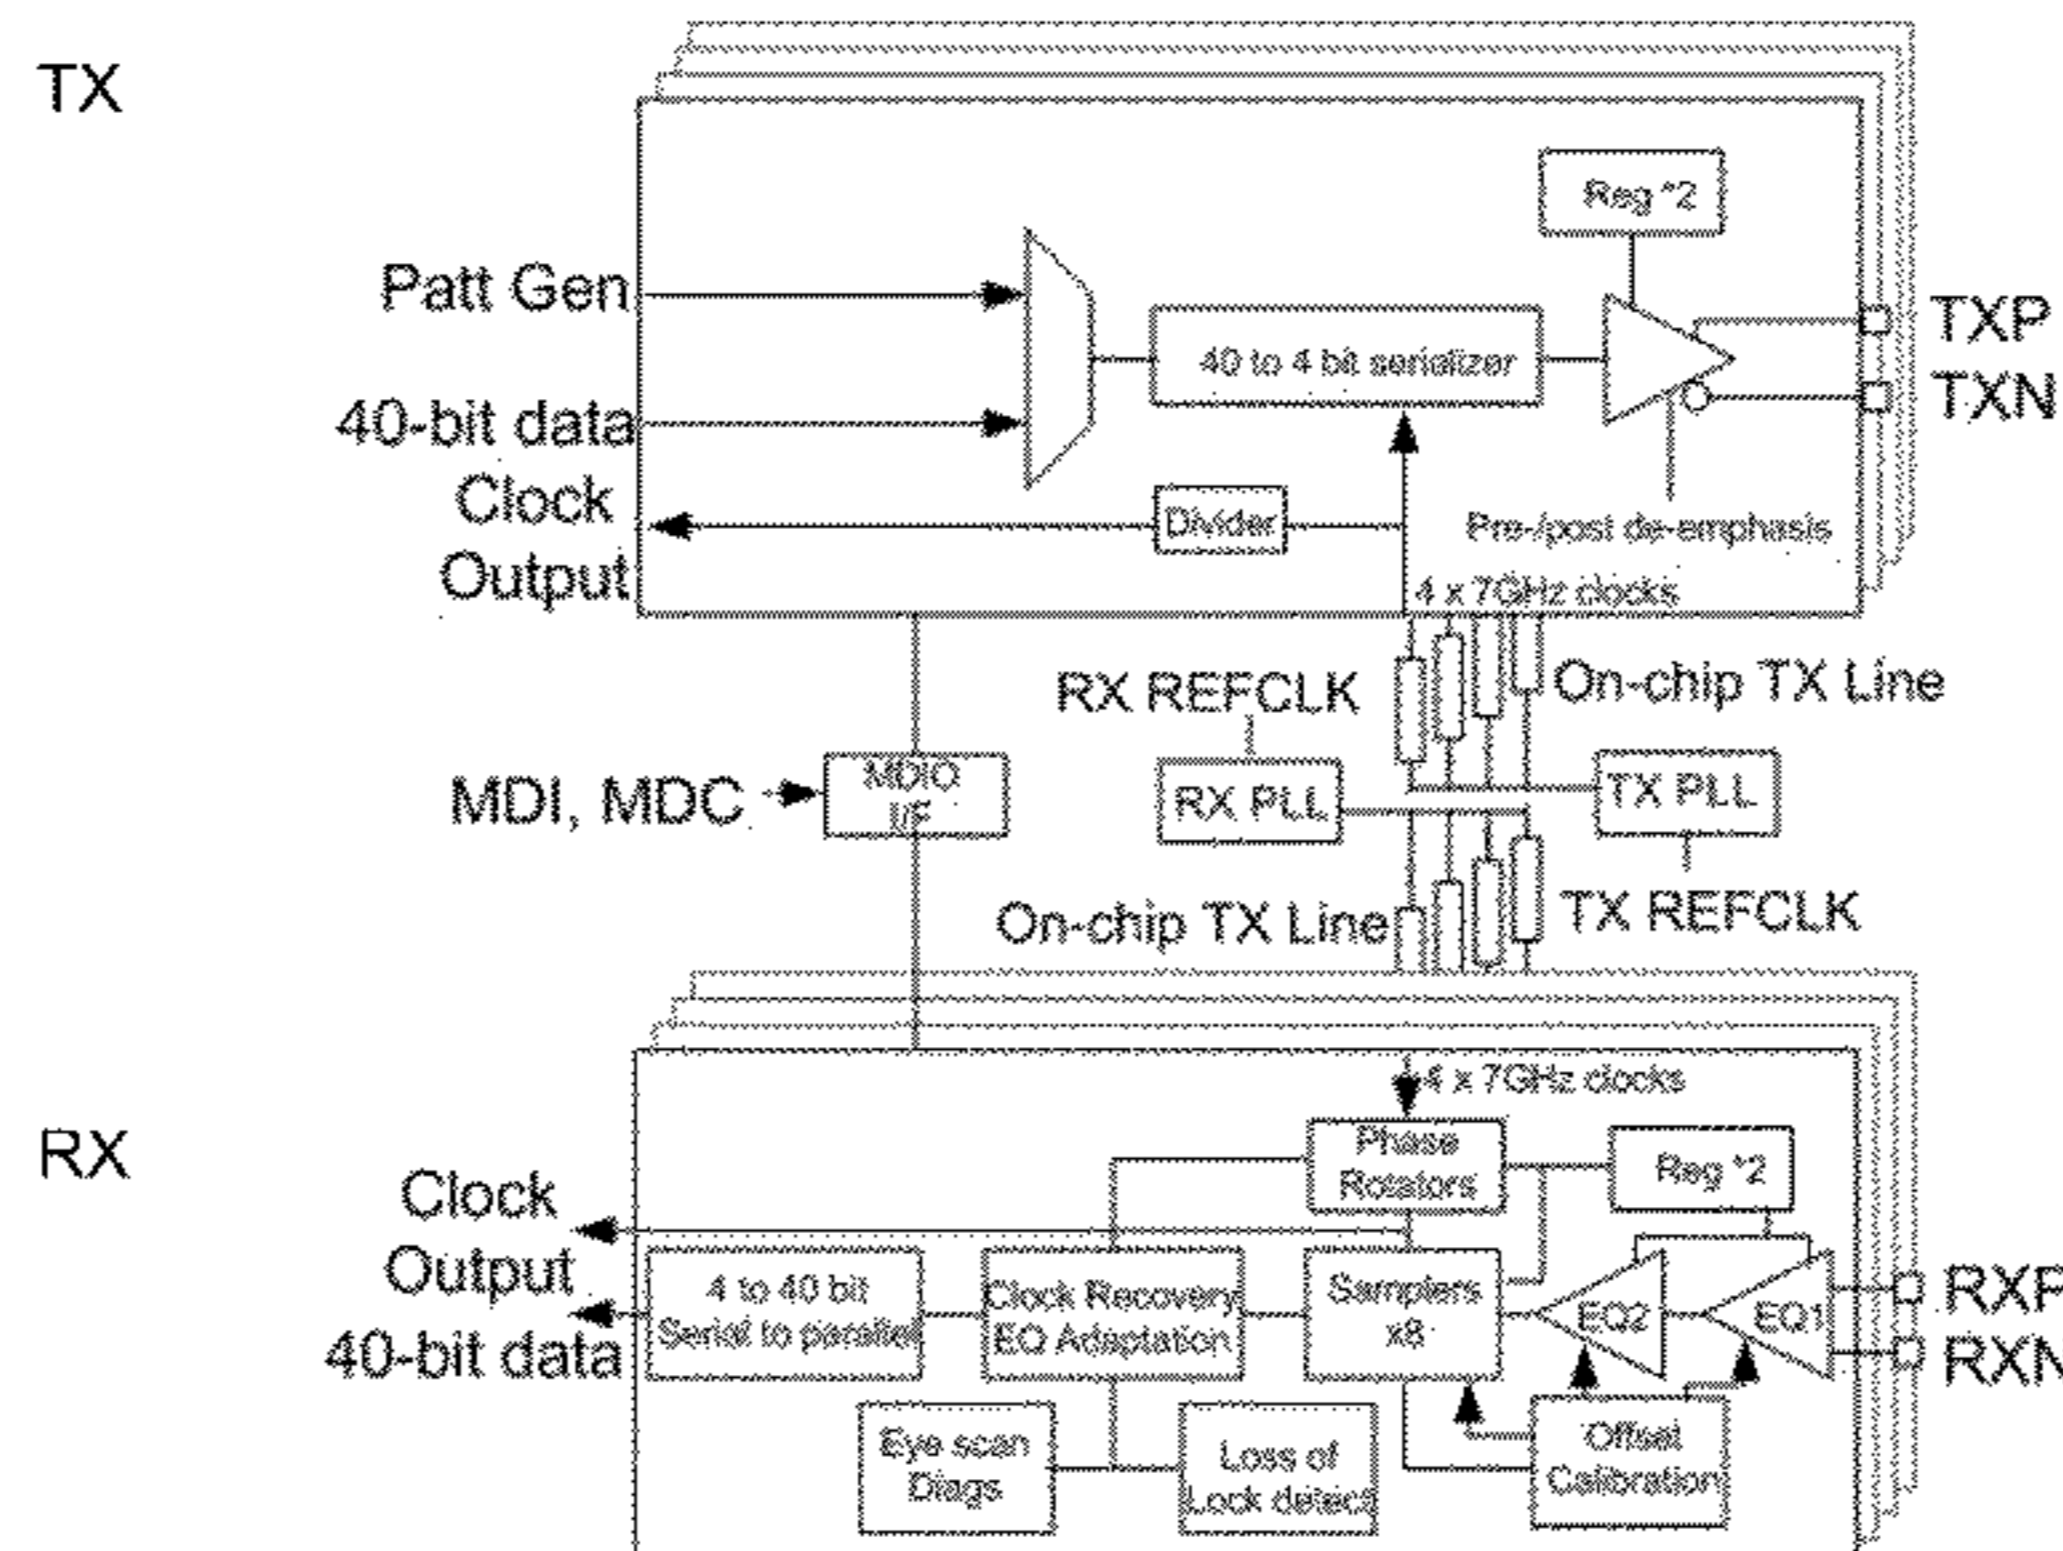 TX
Reg *2
Patt Gen
TXP
40 to 4 bit serializer
TXN
40-bit data
Clock
Output
Divider
Pre-/post de-emphasis
4 x 7GHz clocks
RX REFCLK
On-chip TX Line
MDI, MDC
MDIO
I/F
RX PLL
TX PLL
On-chip TX Line
TX REFCLK
4 x 7GHz clocks
RX
Phase
Rotators
Reg *2
Clock
Output
4 to 40 bit
Serial to parallel
Clock Recovery
EQ Adaptation
Samplers
x8
EQ2
EQ1
RXP
RXN
40-bit data
Eye scan
Diags
Loss of
Lock detect
Offset
Calibration